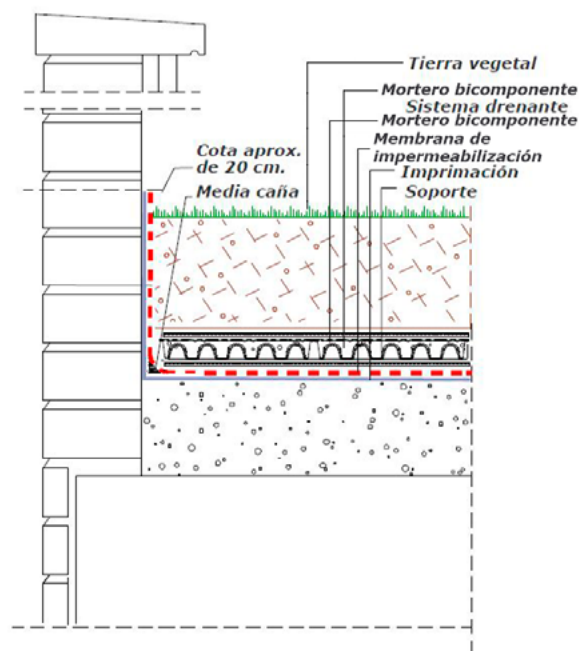 Tierra vegetal
Mortero bicomponente
Sistema drenante
Mortero bicomponente
Membrana de
impermeabilización
Imprimación
Soporte
Cota aprox.
de 20 cm.
Media caña